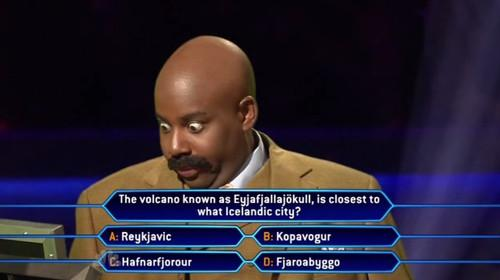 The volcano known as Eyjafjallajökull, is closest to
what Icelandic city?
A: Reykjavic
B: Kopavogur
C: Hafnarfjorour
D: Fjaroabyggo